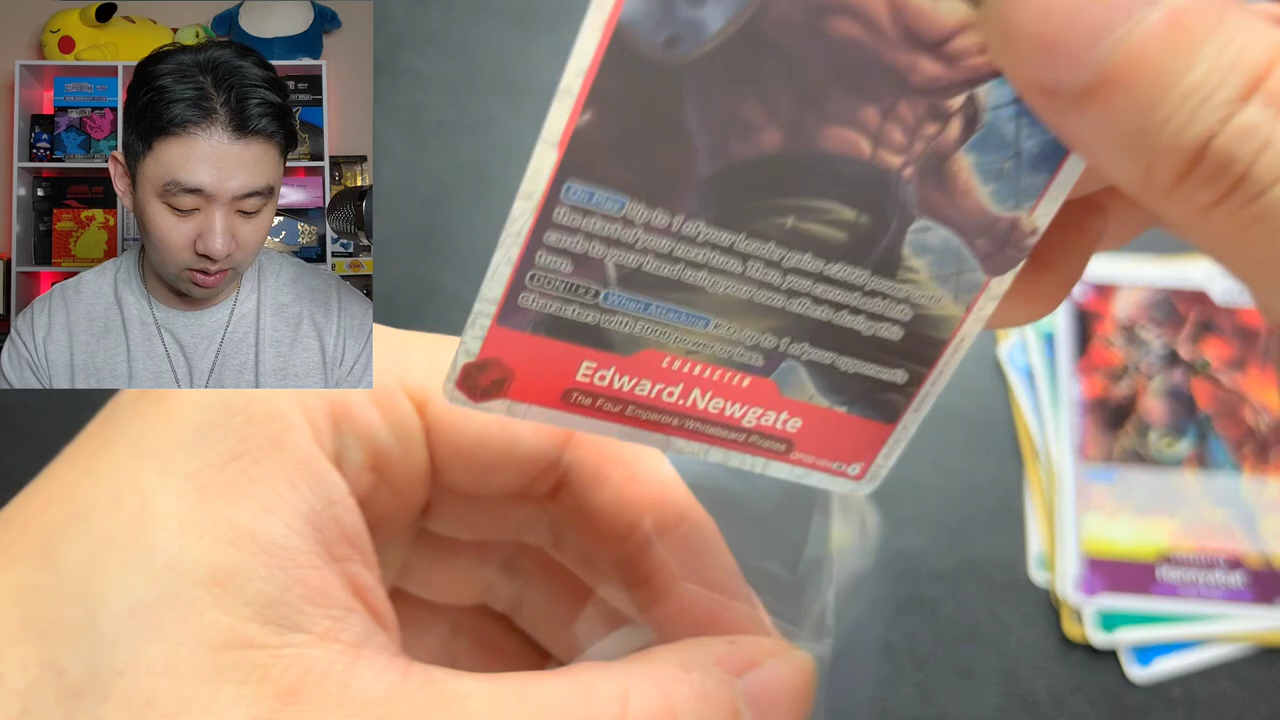 On Play Up to 1 of your Leader gains +2000 power until
the start of your next turn. Then, you cannot add Life
cards to your hand using your own effects during this
turn.
DON!! x2 When Attacking K.O. up to 1 of your opponent's
Characters with 3000 power or less.
CHARACTER
Edward.Newgate
The Four Emperors/Whitebeard Pirates
Hannyabal